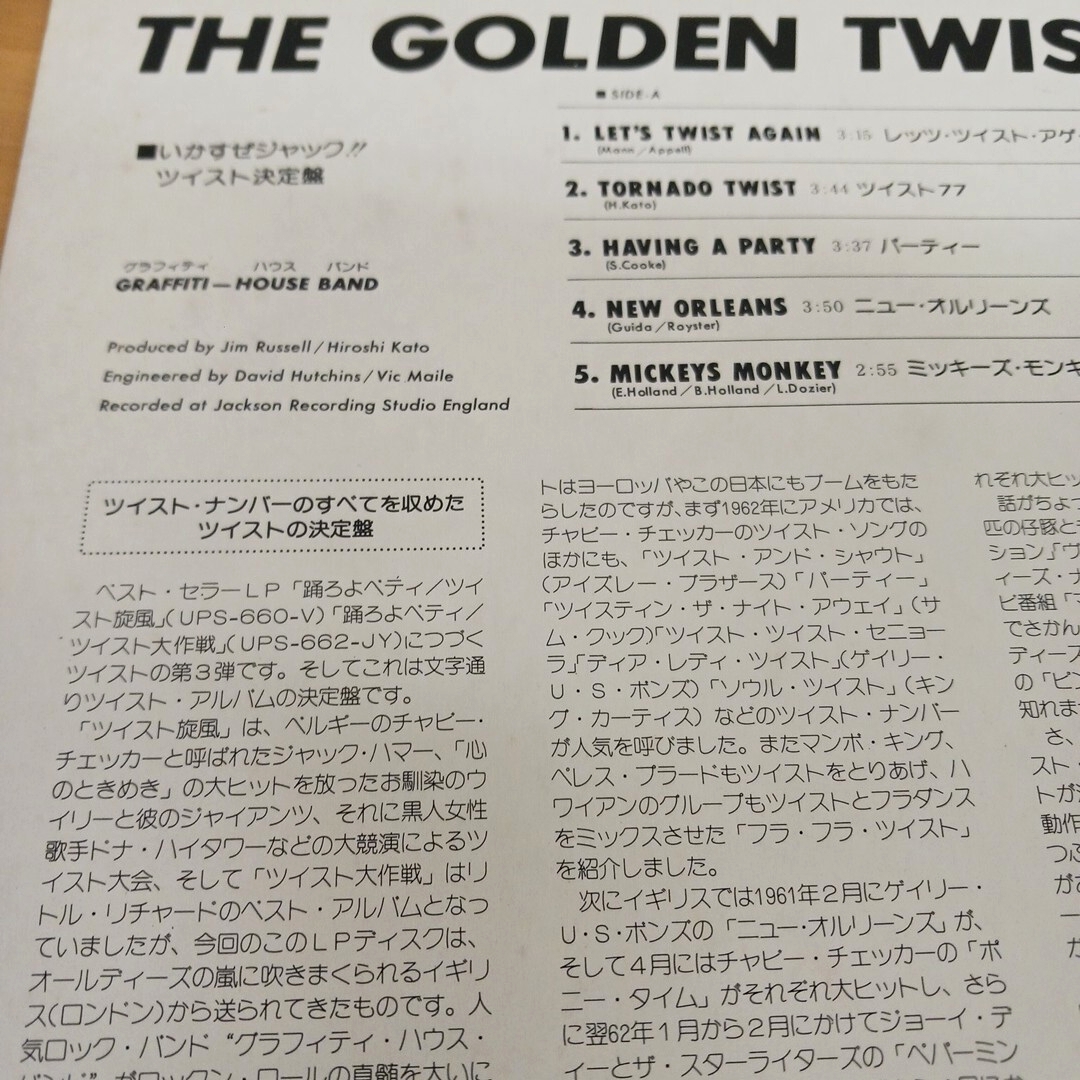 THE GOLDEN TWIS
■いかすぜジャック!!
ツイスト決定盤
グラフィティ ハウス バンド
GRAFFITI — HOUSE BAND
Produced by Jim Russell / Hiroshi Kato
Engineered by David Hutchins / Vic Maile
Recorded at Jackson Recording Studio England
■ SIDE-A
1. LET'S TWIST AGAIN 3:15 レッツ・ツイスト・アゲ
(Mann / Appell)
2. TORNADO TWIST 3:44 ツイスト77
(H.Kato)
3. HAVING A PARTY 3:37 パーティー
(S.Cooke)
4. NEW ORLEANS 3:50 ニュー・オルリーンズ
(Guida / Royster)
5. MICKEYS MONKEY 2:55 ミッキーズ・モンキ
(E.Holland / B.Holland / L.Dozier)
ツイスト・ナンバーのすべてを収めた
ツイストの決定盤
ベスト・セラーLP「踊ろよベティ／ツイ
スト旋風」(UPS-660-V)「踊ろよベティ／
ツイスト大作戦」(UPS-662-JY)につづく
ツイストの第3弾です。そしてこれは文字通
りツイスト・アルバムの決定盤です。
「ツイスト旋風」は、ベルギーのチャビー・
チェッカーと呼ばれたジャック・ハマー、「心
のときめき」の大ヒットを放ったお馴染のウ
イリーと彼のジャイアンツ、それに黒人女性
歌手ドナ・ハイタワーなどの大競演によるツ
イスト大会、そして「ツイスト大作戦」はリ
トル・リチャードのベスト・アルバムとなっ
ていましたが、今回のこのLPディスクは、
オールディーズの嵐に吹きまくられるイギリ
ス(ロンドン)から送られてきたものです。人
気ロック・バンド“グラフィティ・ハウス・
バンド”がロックン・ロールの真髄を大いに
トはヨーロッパやこの日本にもブームをもた
らしたのですが、まず1962年にアメリカでは、
チャビー・チェッカーのツイスト・ソングの
ほかにも、「ツイスト・アンド・シャウト」
(アイズレー・ブラザース)「パーティー」
「ツイスティン・ザ・ナイト・アウェイ」(サ
ム・クック)「ツイスト・ツイスト・セニョー
ラ」「ディア・レディ・ツイスト」(ゲイリー・
U・S・ボンズ)「ソウル・ツイスト」(キン
グ・カーティス) などのツイスト・ナンバー
が人気を呼びました。またマンボ・キング、
ペレス・プラードもツイストをとりあげ、ハ
ワイアンのグループもツイストとフラダンス
をミックスさせた「フラ・フラ・ツイスト」
を紹介しました。
次にイギリスでは1961年2月にゲイリー・
U・S・ボンズの「ニュー・オルリーンズ」が、
そして4月にはチャビー・チェッカーの「ポ
ニー・タイム」がそれぞれ大ヒットし、さら
に翌62年1月から2月にかけてジョーイ・デ
ィーとザ・スターライターズの「ペパーミン
れぞれ大ヒッ
話がちょっ
匹の仔豚と
ション」「ヴ
ィーズ・ナ
ビ番組「マ
でさかん
ディーズ
の「ピン
知れま
さ、
スト・
トが
動作
つぶ
がる